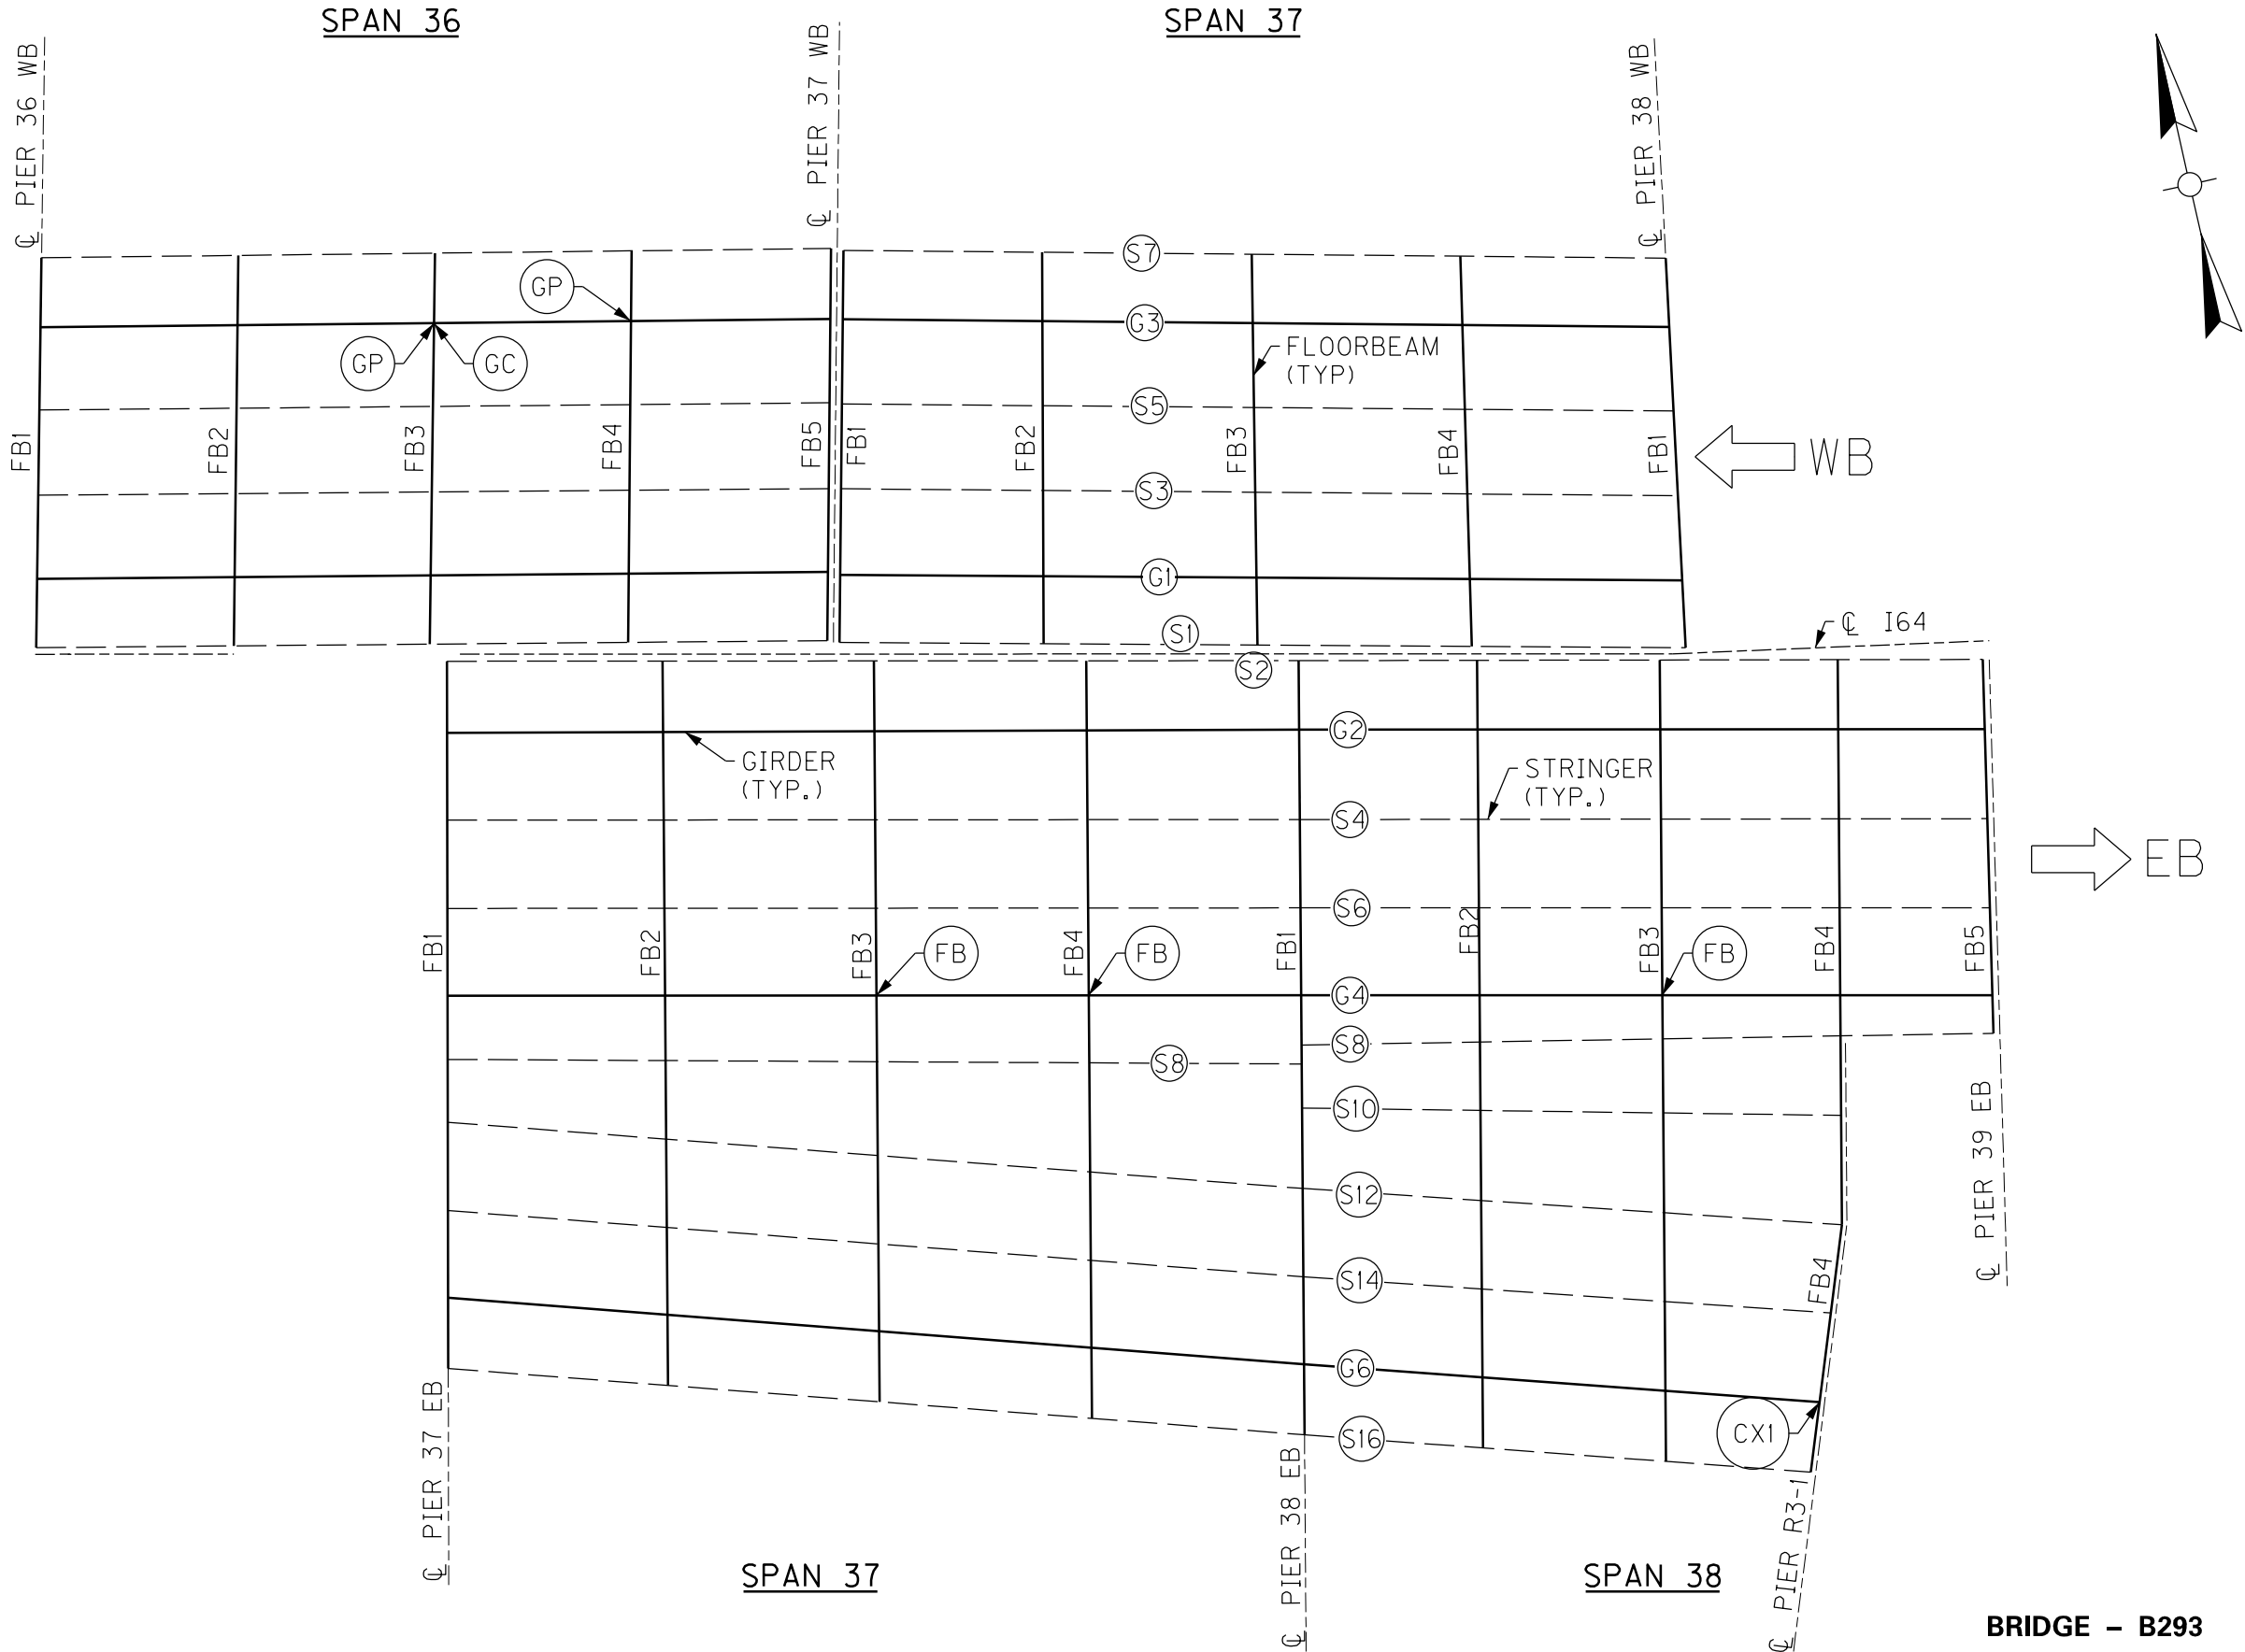 SPAN 36
SPAN 37
℄ PIER 36 WB
℄ PIER 37 WB
℄ PIER 38 WB
S7
GP
G3
GP
GC
FLOORBEAM
(TYP)
S5
FB1
FB2
FB3
FB4
FB5
FB1
FB2
FB3
FB4
FB1
WB
S3
G1
S1
℄ I64
S2
G2
GIRDER
(TYP.)
STRINGER
(TYP.)
S4
EB
S6
FB1
FB2
FB3
FB
FB4
FB
FB1
FB2
FB3
FB
FB4
FB5
G4
S8
S8
S10
℄ PIER 39 EB
S12
S14
FB4
G6
CX1
S16
℄ PIER 37 EB
℄ PIER 38 EB
℄ PIER R3-1
SPAN 37
SPAN 38
BRIDGE – B293